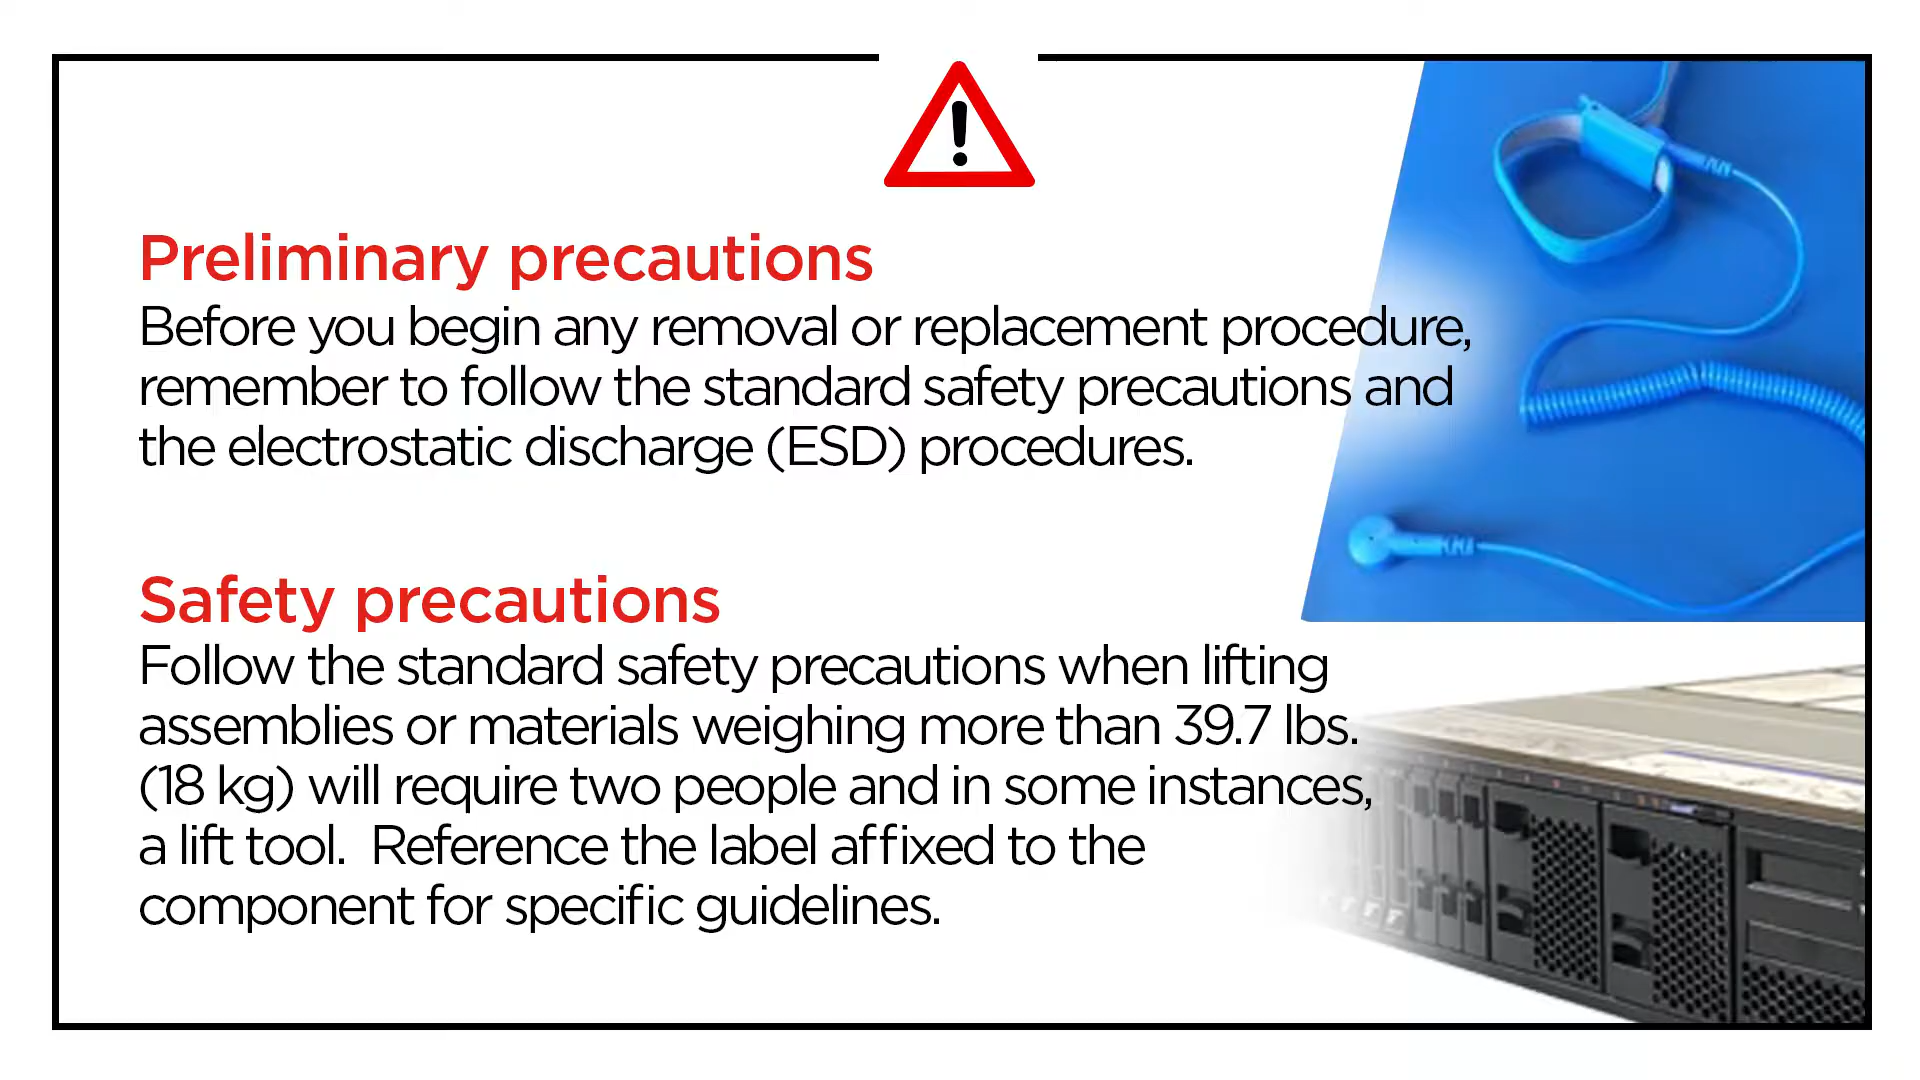 Preliminary precautions
Before you begin any removal or replacement procedure,
remember to follow the standard safety precautions and
the electrostatic discharge (ESD) procedures.
Safety precautions
Follow the standard safety precautions when lifting
assemblies or materials weighing more than 39.7 lbs.
(18 kg) will require two people and in some instances,
a lift tool.  Reference the label affixed to the
component for specific guidelines.